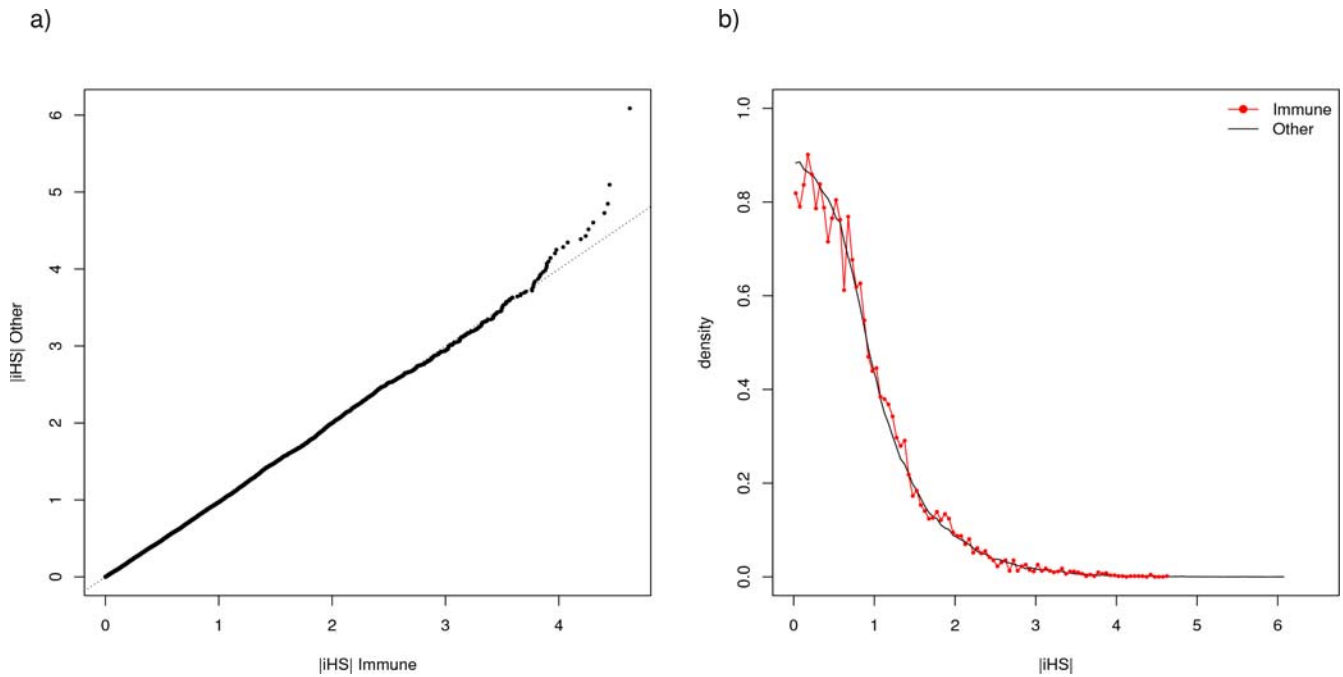 a)
|iHS| Other
6
5
4
3
2
1
0
0 1 2 3 4
|iHS| Immune
b)
density
1.0
0.8
0.6
0.4
0.2
0.0
Immune
Other
0 1 2 3 4 5 6
|iHS|